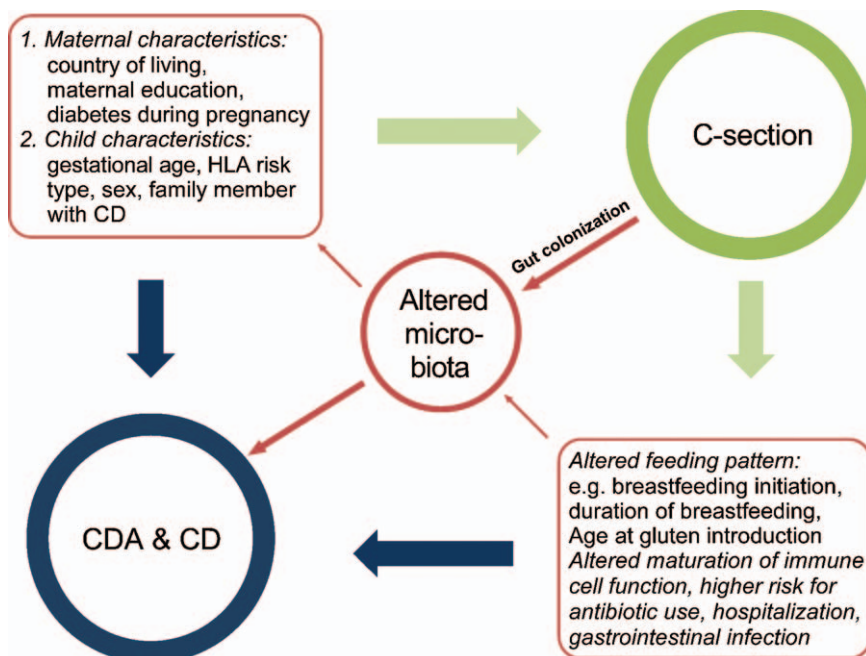 1. Maternal characteristics:
country of living,
maternal education,
diabetes during pregnancy
2. Child characteristics:
gestational age, HLA risk
type, sex, family member
with CD
C-section
Gut colonization
Altered
micro-
biota
CDA & CD
Altered feeding pattern:
e.g. breastfeeding initiation,
duration of breastfeeding,
Age at gluten introduction
Altered maturation of immune
cell function, higher risk for
antibiotic use, hospitalization,
gastrointestinal infection